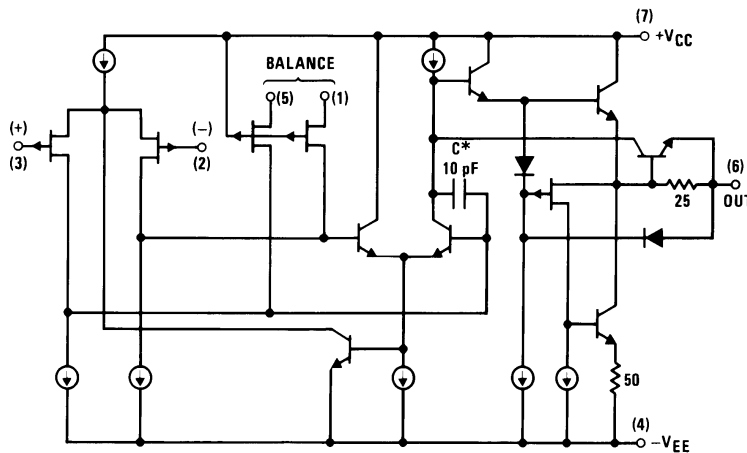 (7)
+VCC
BALANCE
(5)
(1)
(+)
(3)
(−)
(2)
C*
10 pF
(6)
25
OUT
50
(4)
−VEE